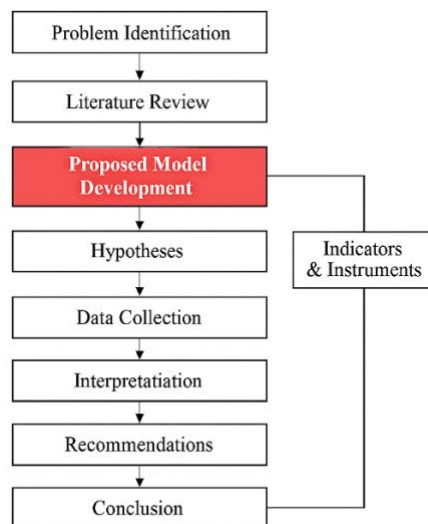 Problem Identification
Literature Review
Proposed Model
Development
Hypotheses
Indicators
& Instruments
Data Collection
Interpretatiation
Recommendations
Conclusion